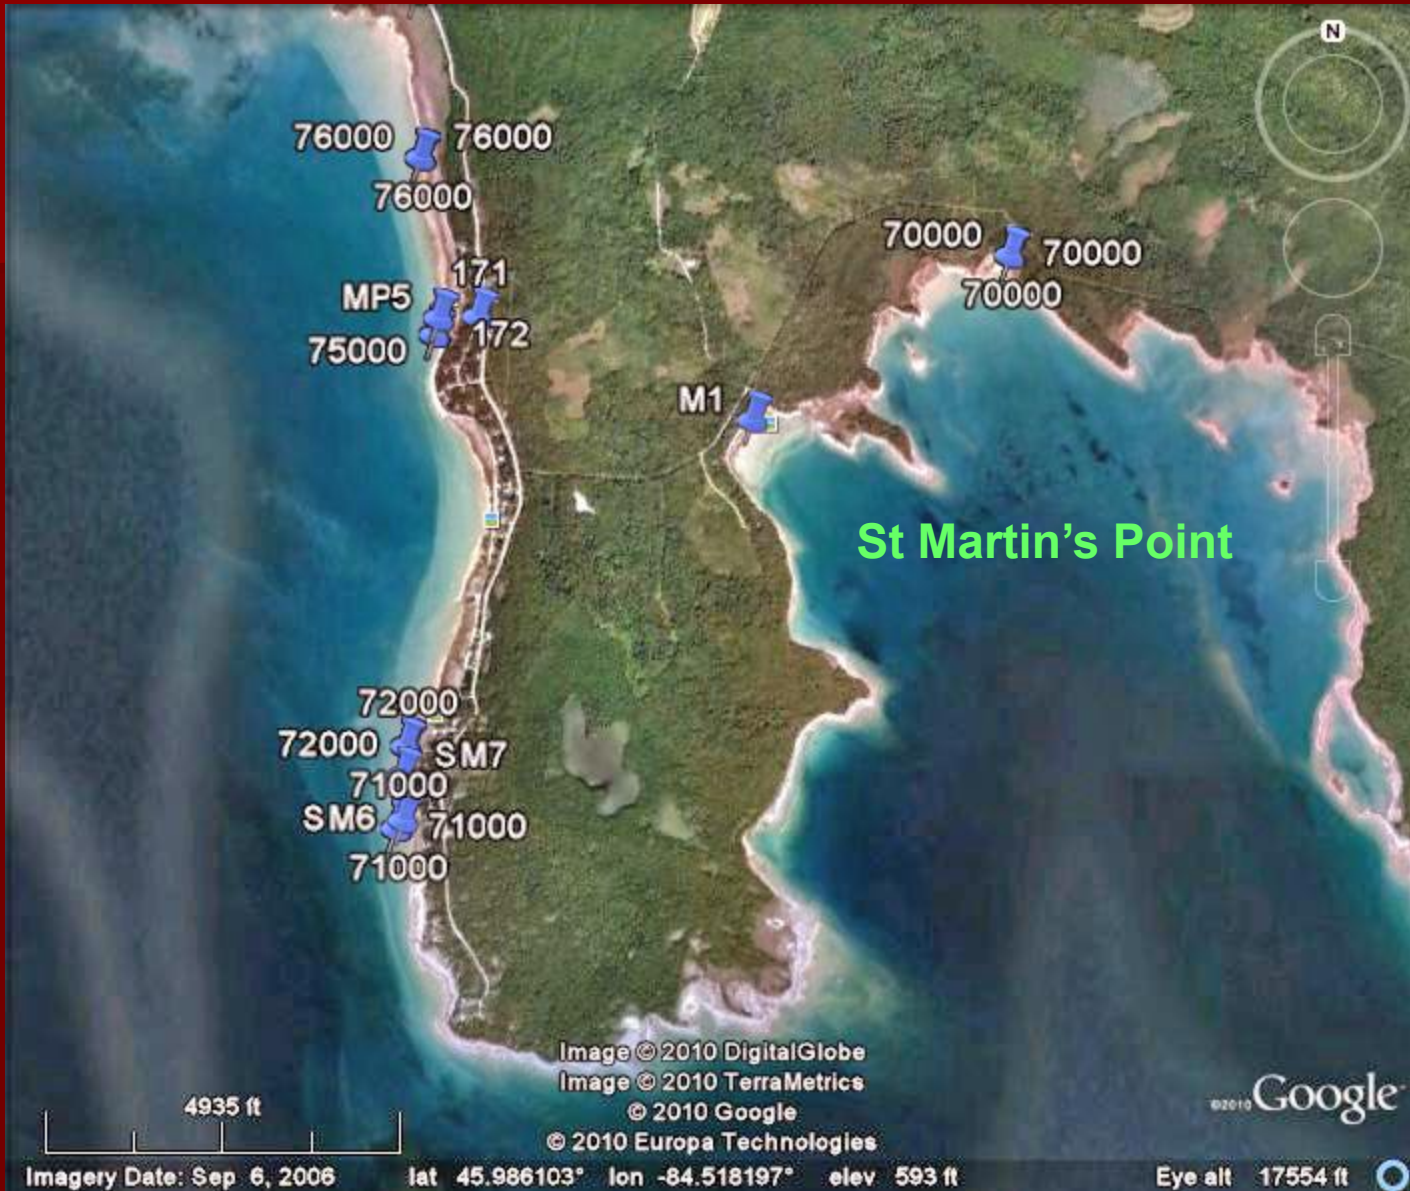 N
76000 76000
76000
70000 70000
70000
171
MP5
172
75000
M1
St Martin’s Point
72000
72000 SM7
71000
SM6 71000
71000
Image © 2010 DigitalGlobe
Image © 2010 TerraMetrics
© 2010 Google
© 2010 Europa Technologies
4935 ft
©2010 Google
Imagery Date: Sep 6, 2006 lat 45.986103° lon -84.518197° elev 593 ft Eye alt 17554 ft